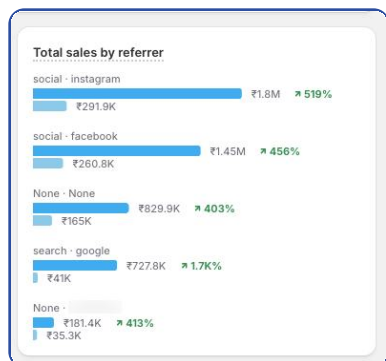 Total sales by referrer
social · instagram
₹1.8M ↗ 519%
₹291.9K
social · facebook
₹1.45M ↗ 456%
₹260.8K
None · None
₹829.9K ↗ 403%
₹165K
search · google
₹727.8K ↗ 1.7K%
₹41K
None ·
₹181.4K ↗ 413%
₹35.3K